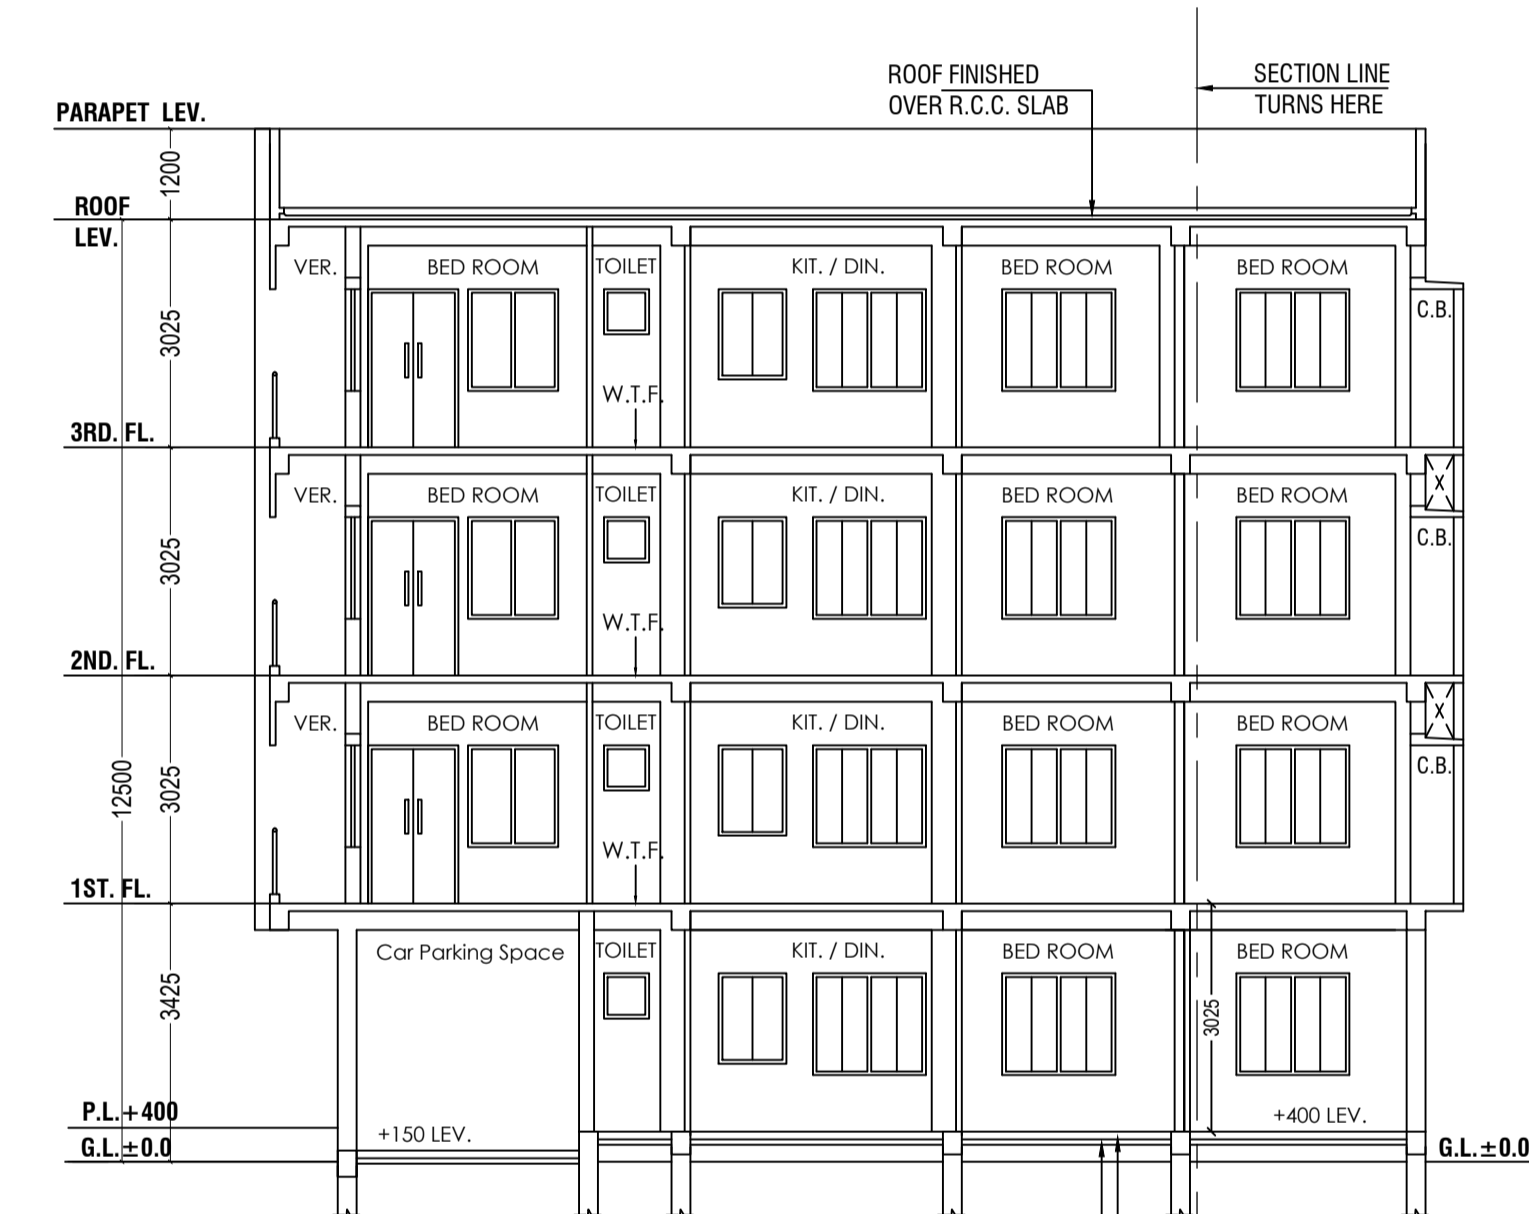 ROOF FINISHED
OVER R.C.C. SLAB
SECTION LINE
TURNS HERE
PARAPET LEV.
1200
ROOF
LEV.
VER.
BED ROOM
TOILET
KIT. / DIN.
BED ROOM
BED ROOM
C.B.
3025
W.T.F.
3RD. FL.
VER.
BED ROOM
TOILET
KIT. / DIN.
BED ROOM
BED ROOM
X
C.B.
3025
W.T.F.
2ND. FL.
VER.
BED ROOM
TOILET
KIT. / DIN.
BED ROOM
BED ROOM
X
C.B.
12500
3025
W.T.F.
1ST. FL.
Car Parking Space
TOILET
KIT. / DIN.
BED ROOM
BED ROOM
3425
3025
P.L.+400
+150 LEV.
+400 LEV.
G.L.±0.0
G.L.±0.0